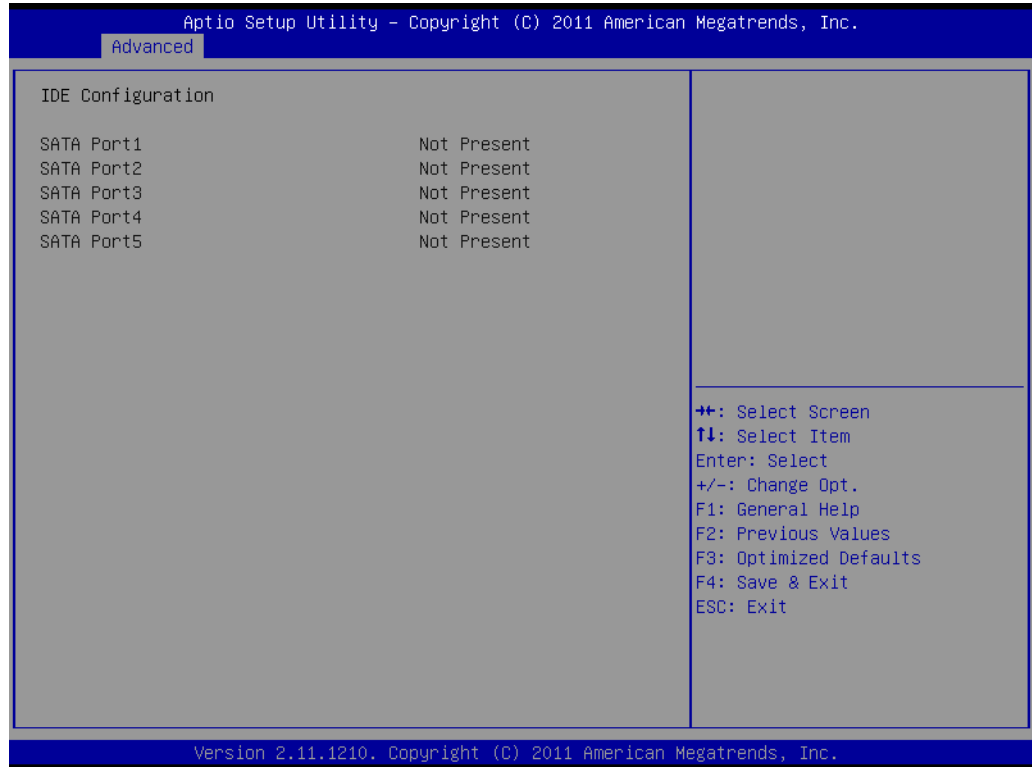 Aptio Setup Utility – Copyright (C) 2011 American Megatrends, Inc.
Advanced
IDE Configuration
SATA Port1 Not Present
SATA Port2 Not Present
SATA Port3 Not Present
SATA Port4 Not Present
SATA Port5 Not Present
→←: Select Screen
↑↓: Select Item
Enter: Select
+/-: Change Opt.
F1: General Help
F2: Previous Values
F3: Optimized Defaults
F4: Save & Exit
ESC: Exit
Version 2.11.1210. Copyright (C) 2011 American Megatrends, Inc.